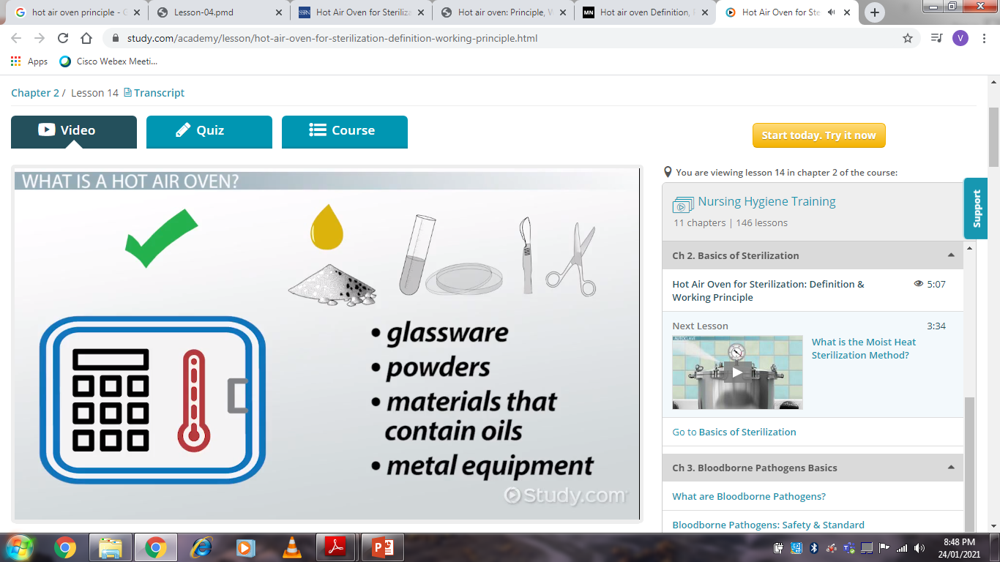 hot air oven principle - G
Lesson-04.pmd
Hot Air Oven for Steriliza
Hot air oven: Principle, W
Hot air oven Definition,
Hot Air Oven for Ste
study.com/academy/lesson/hot-air-oven-for-sterilization-definition-working-principle.html
V
Apps
Cisco Webex Meeti...
Chapter 2 / Lesson 14 Transcript
Video
Quiz
Course
Start today. Try it now
WHAT IS A HOT AIR OVEN?
• glassware
• powders
• materials that
contain oils
• metal equipment
Study.com
You are viewing lesson 14 in chapter 2 of the course:
Nursing Hygiene Training
11 chapters | 146 lessons
Support
Ch 2. Basics of Sterilization
Hot Air Oven for Sterilization: Definition & 5:07
Working Principle
Next Lesson 3:34
AUTOCLAVE
What is the Moist Heat
Sterilization Method?
Go to Basics of Sterilization
Ch 3. Bloodborne Pathogens Basics
What are Bloodborne Pathogens?
Bloodborne Pathogens: Safety & Standard
8:48 PM
24/01/2021